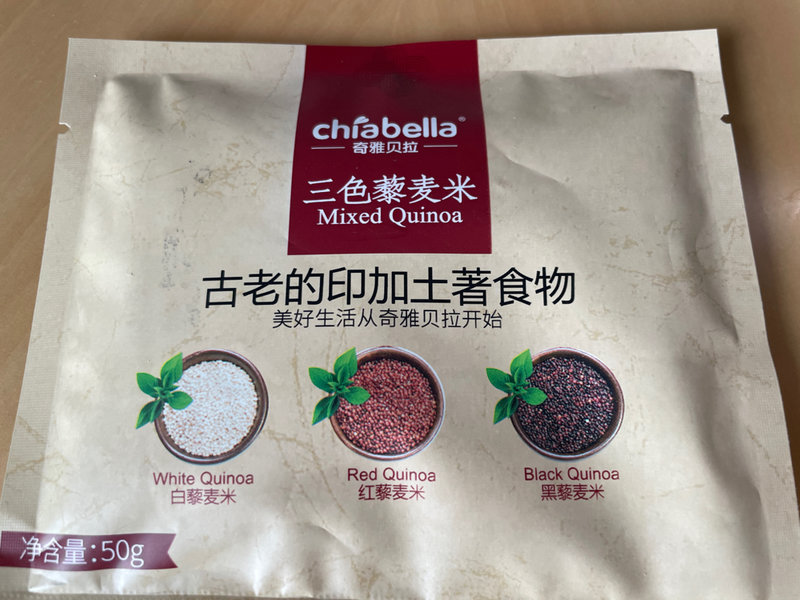 chiabella®
奇雅贝拉
三色藜麦米
Mixed Quinoa
古老的印加土著食物
美好生活从奇雅贝拉开始
White Quinoa
白藜麦米
Red Quinoa
红藜麦米
Black Quinoa
黑藜麦米
净含量:50g